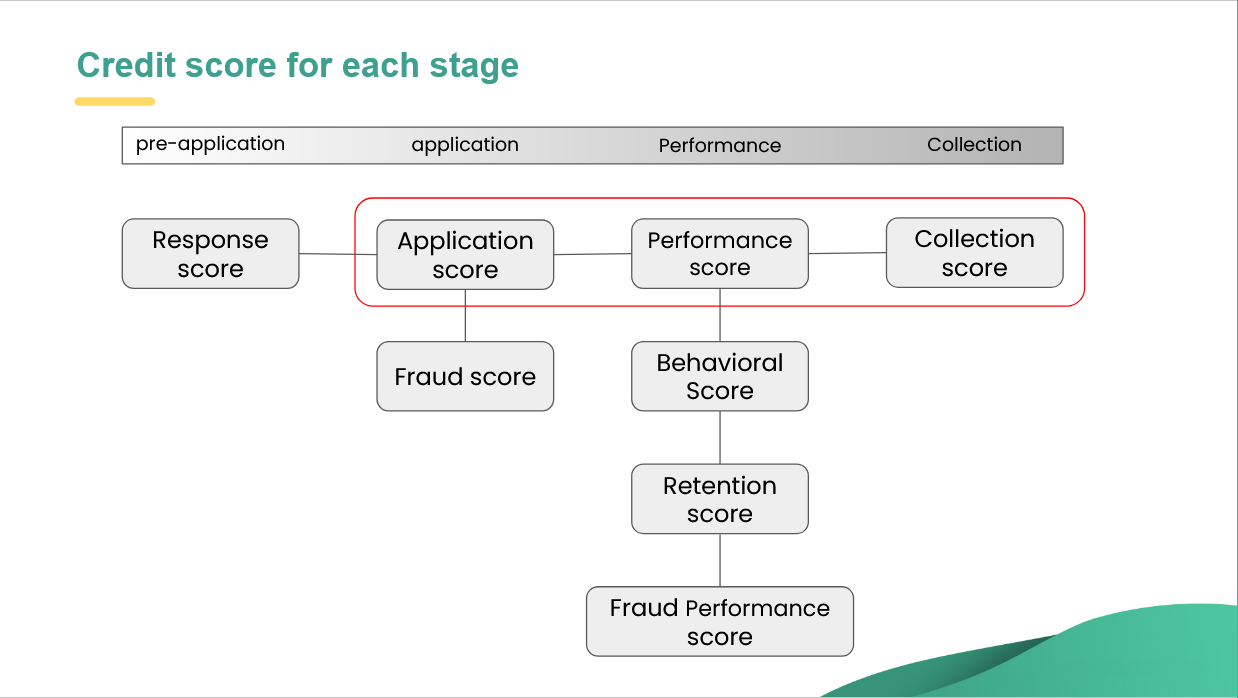 Credit score for each stage
pre-application
application
Performance
Collection
Response
score
Application
score
Performance
score
Collection
score
Fraud score
Behavioral
Score
Retention
score
Fraud Performance
score